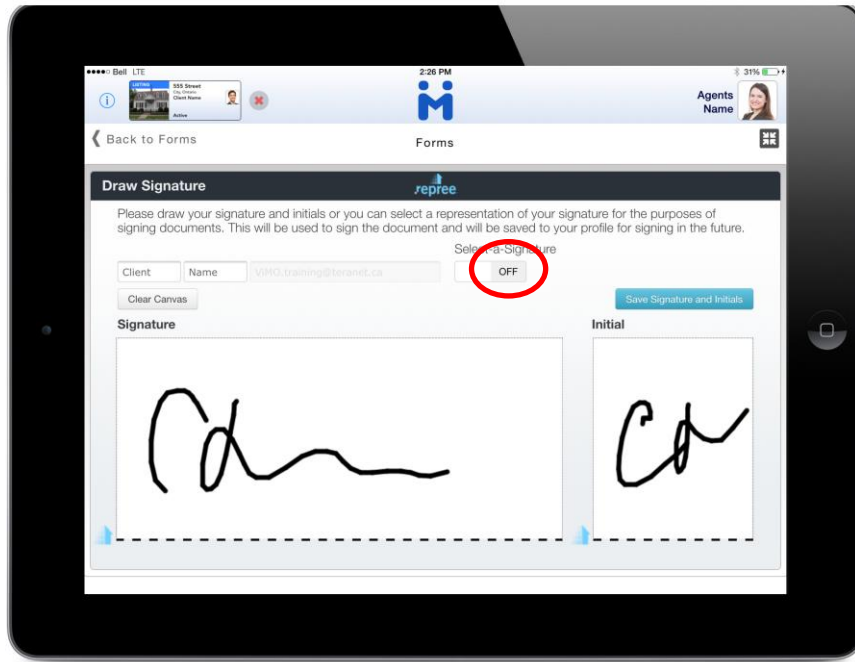 Bell LTE
2:26 PM
31%
LISTING
555 Street
City, Ontario
Client Name
Active
Agents
Name
Back to Forms
Forms
Draw Signature
repree
Please draw your signature and initials or you can select a representation of your signature for the purposes of
signing documents. This will be used to sign the document and will be saved to your profile for signing in the future.
Select-a-Signature
Client
Name
ViMO.training@teranet.ca
OFF
Clear Canvas
Save Signature and Initials
Signature
Initial